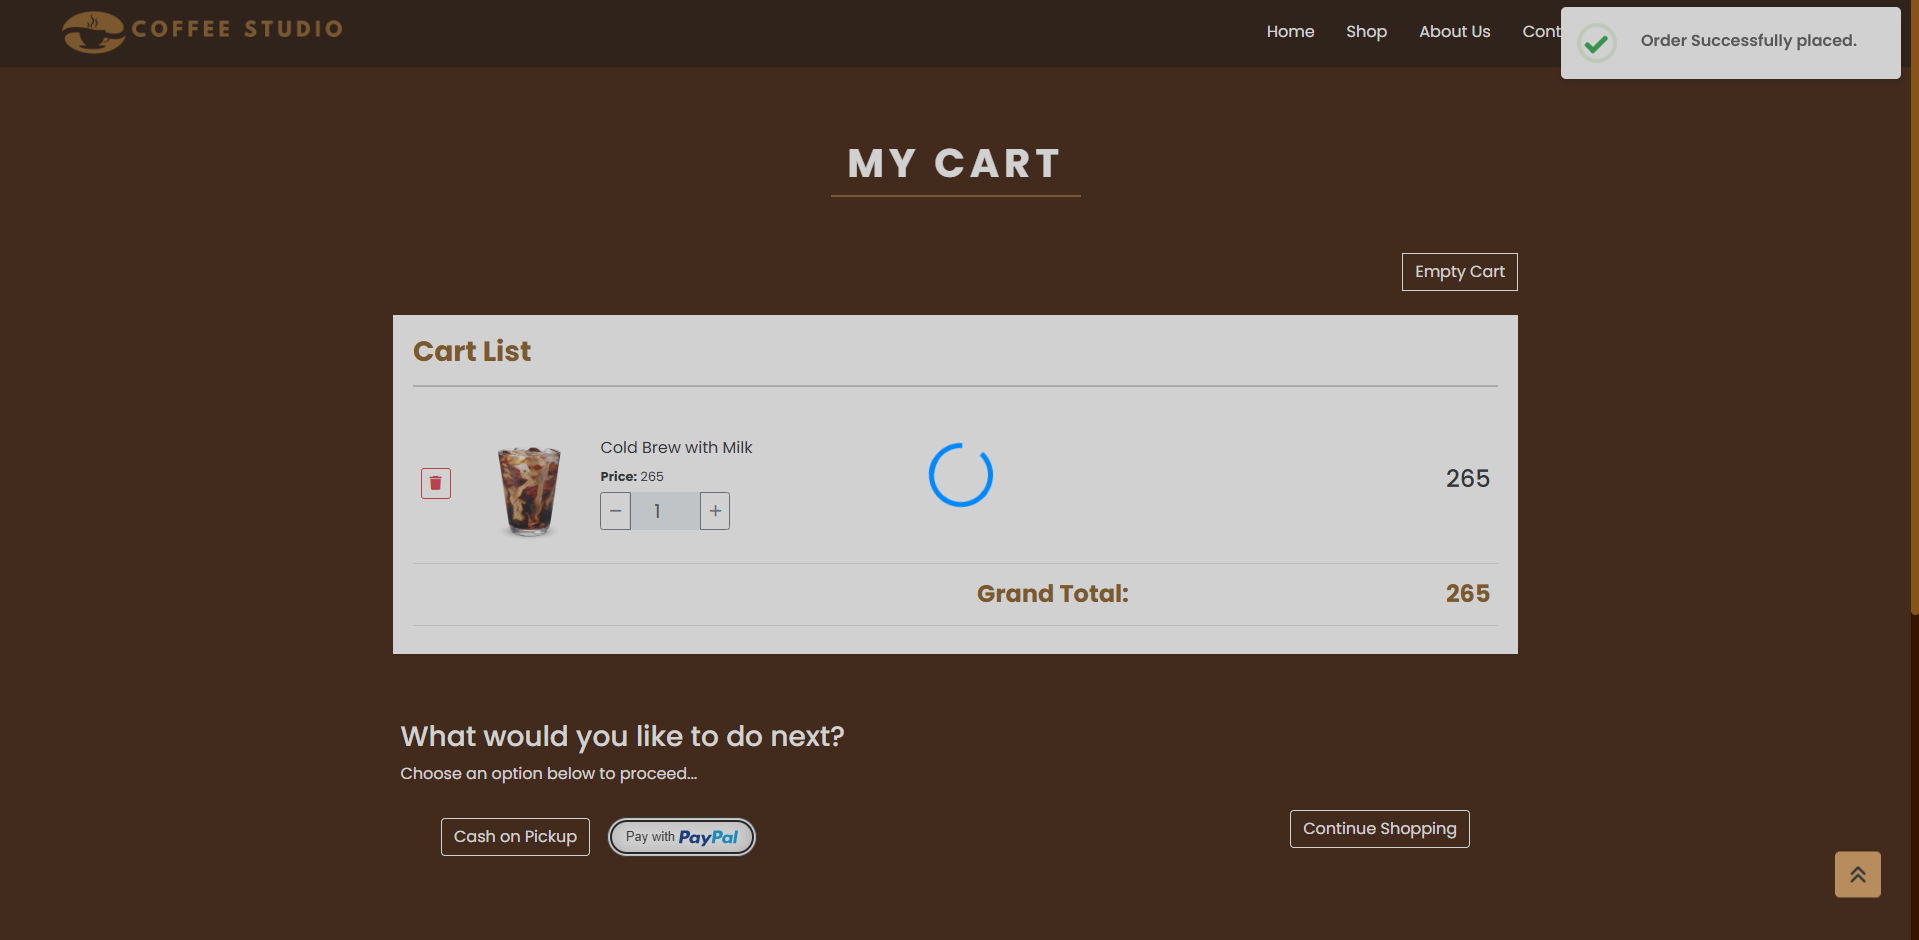 COFFEE STUDIO
Home Shop About Us Cont
Order Successfully placed.
MY CART
Empty Cart
Cart List
Cold Brew with Milk
Price: 265
− 1 +
265
Grand Total: 265
What would you like to do next?
Choose an option below to proceed...
Cash on Pickup
Pay with PayPal
Continue Shopping